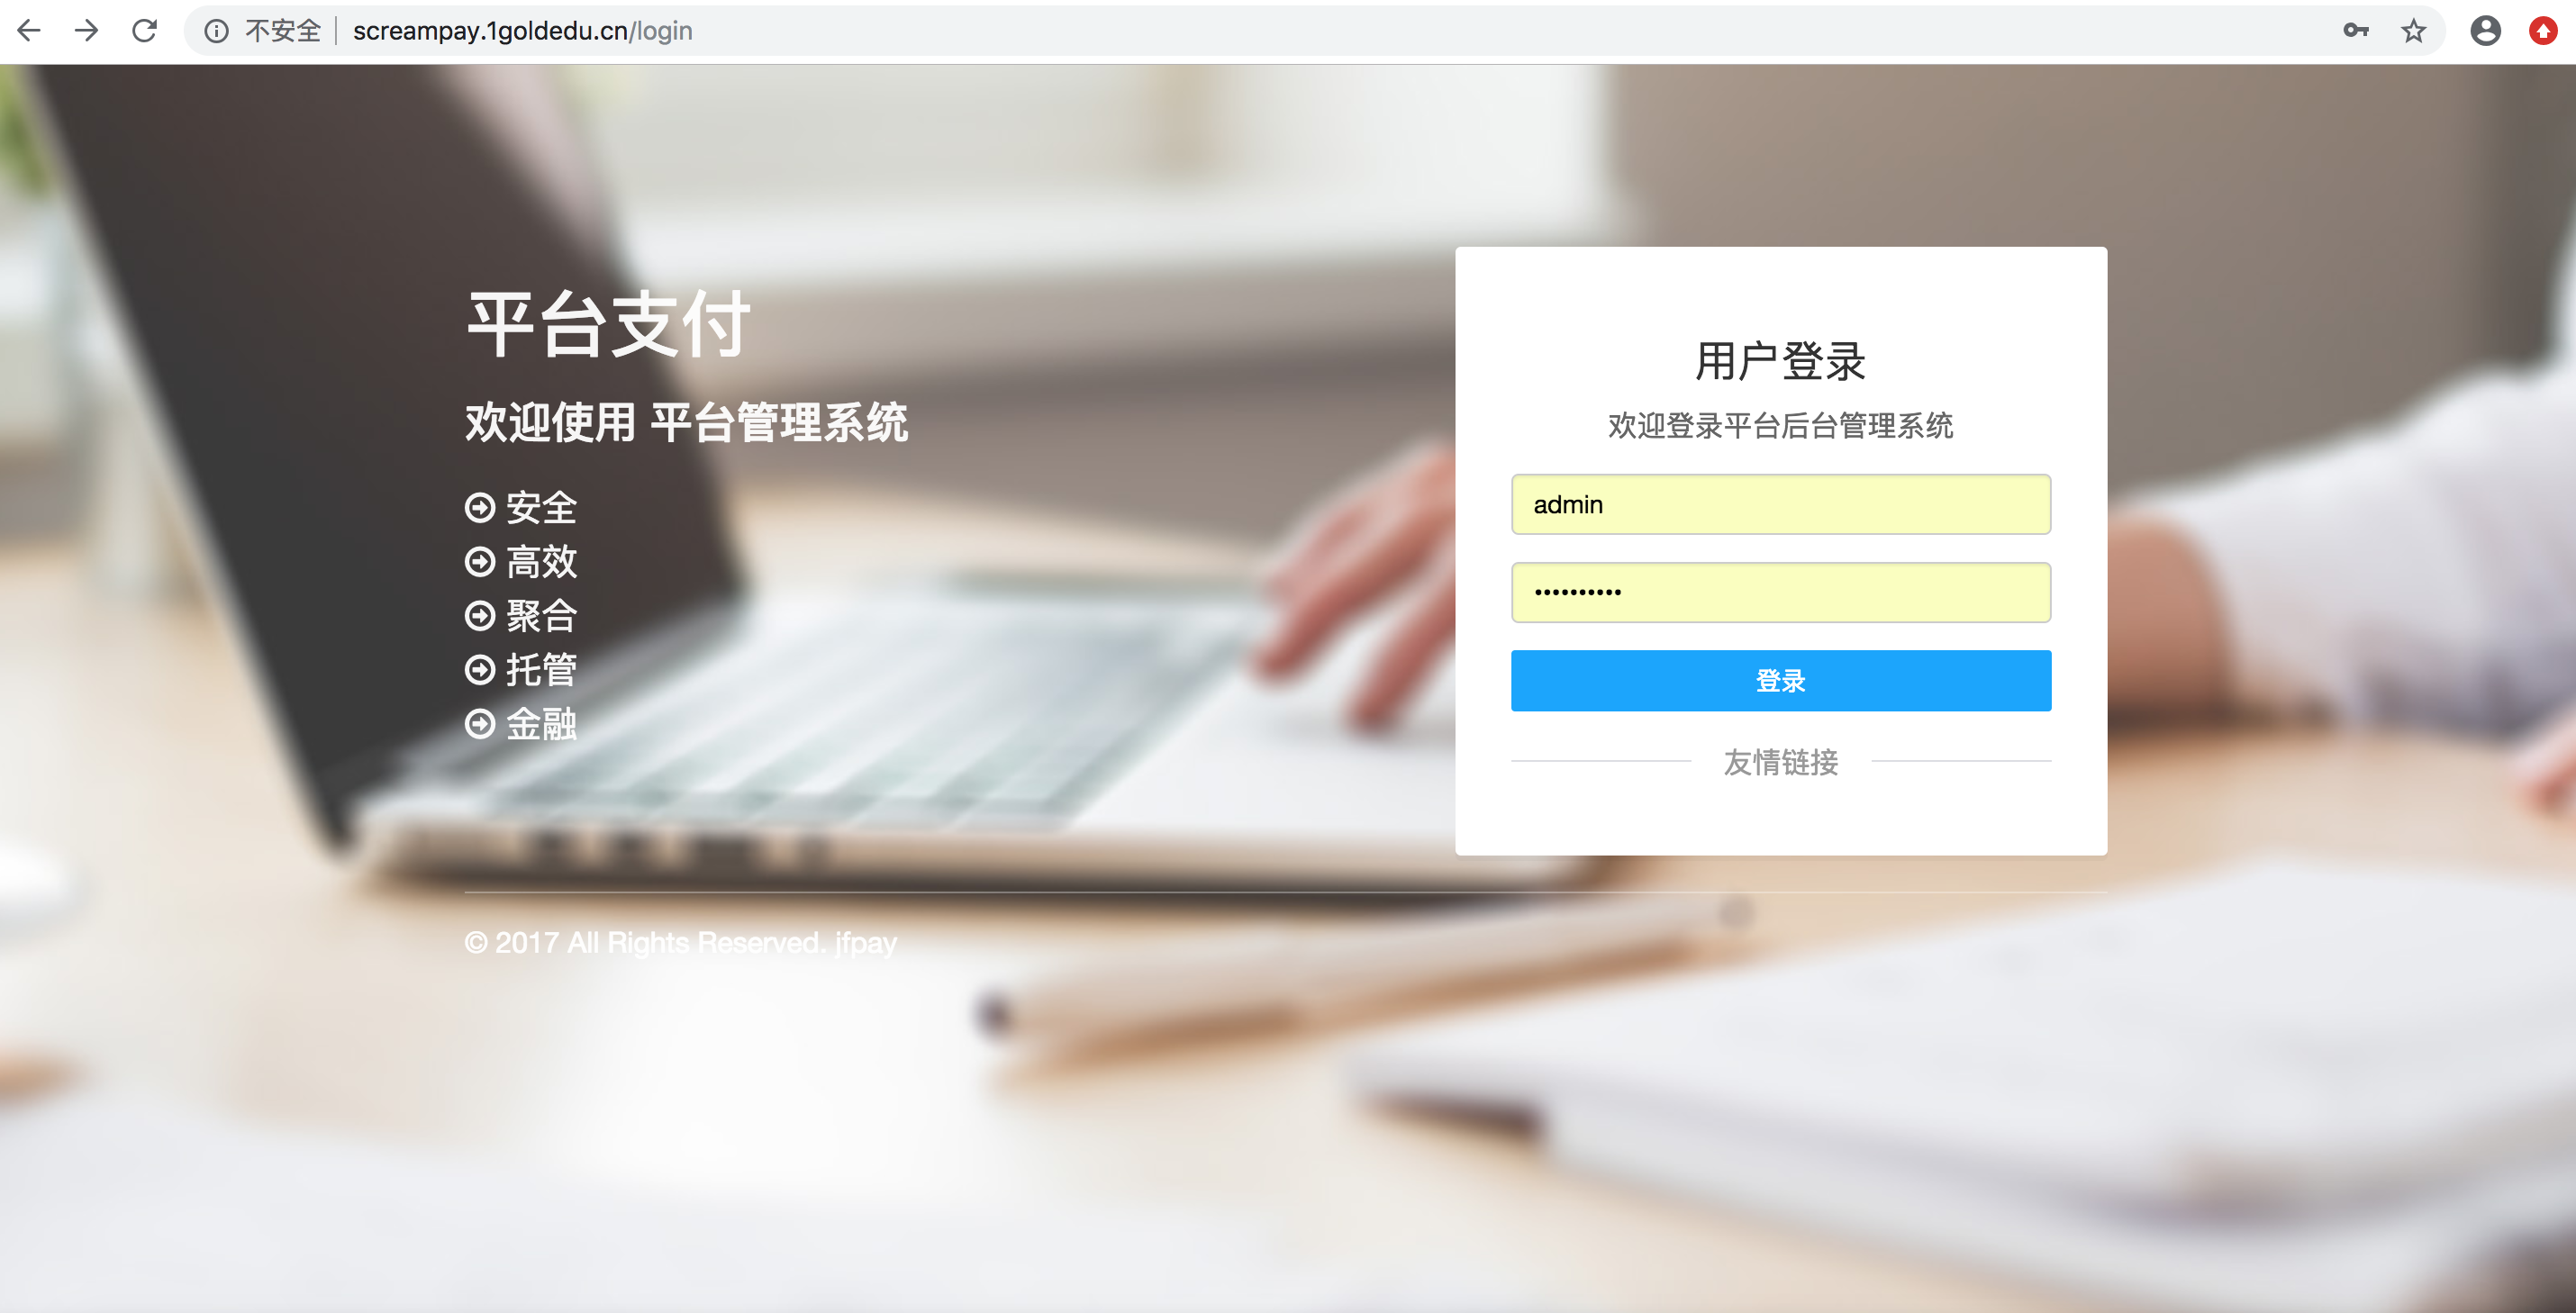 不安全 screampay.1goldedu.cn/login
平台支付
欢迎使用 平台管理系统
安全
高效
聚合
托管
金融
用户登录
欢迎登录平台后台管理系统
admin
••••••••••
登录
友情链接
© 2017 All Rights Reserved. jfpay